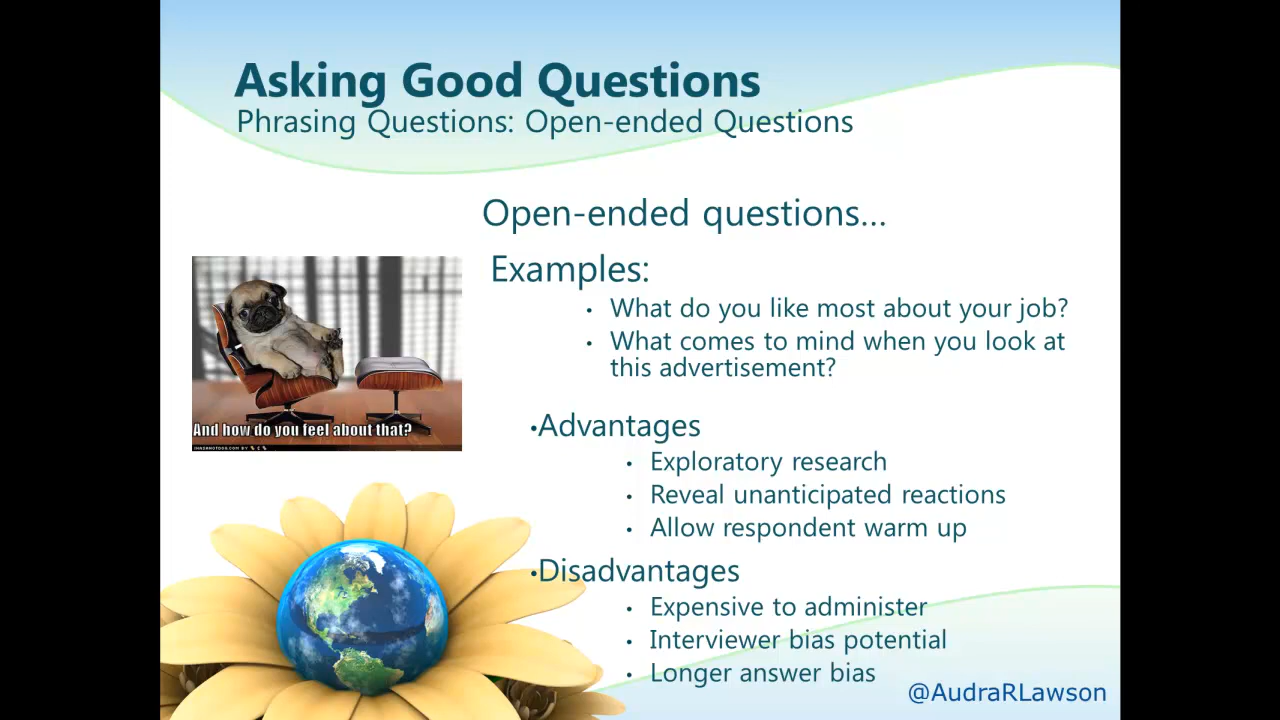 Asking Good Questions
Phrasing Questions: Open-ended Questions
Open-ended questions...
Examples:
• What do you like most about your job?
• What comes to mind when you look at
this advertisement?
And how do you feel about that?
•Advantages
• Exploratory research
• Reveal unanticipated reactions
• Allow respondent warm up
•Disadvantages
• Expensive to administer
• Interviewer bias potential
• Longer answer bias
@AudraRLawson